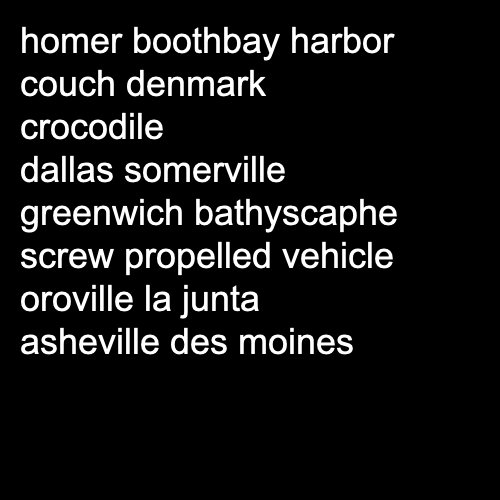 homer boothbay harbor
couch denmark
crocodile
dallas somerville
greenwich bathyscaphe
screw propelled vehicle
oroville la junta
asheville des moines